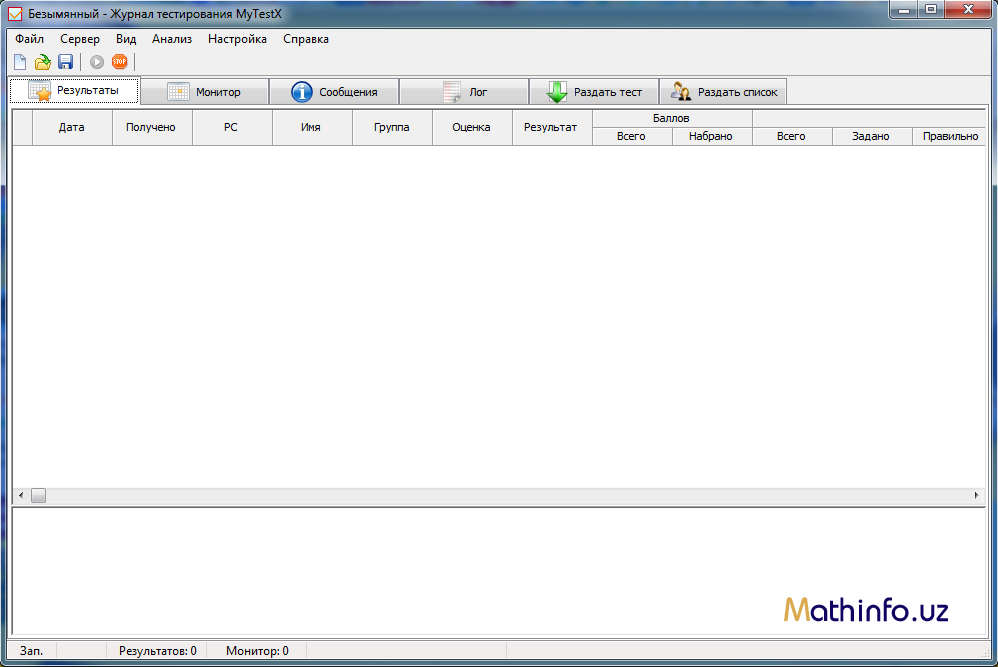 Безымянный - Журнал тестирования MyTestX
Файл Сервер Вид Анализ Настройка Справка
STOP
Результаты Монитор Сообщения Лог Раздать тест Раздать список
Дата Получено PC Имя Группа Оценка Результат Баллов
Всего Набрано Всего Задано Правильно
Mathinfo.uz
Зап. Результатов: 0 Монитор: 0